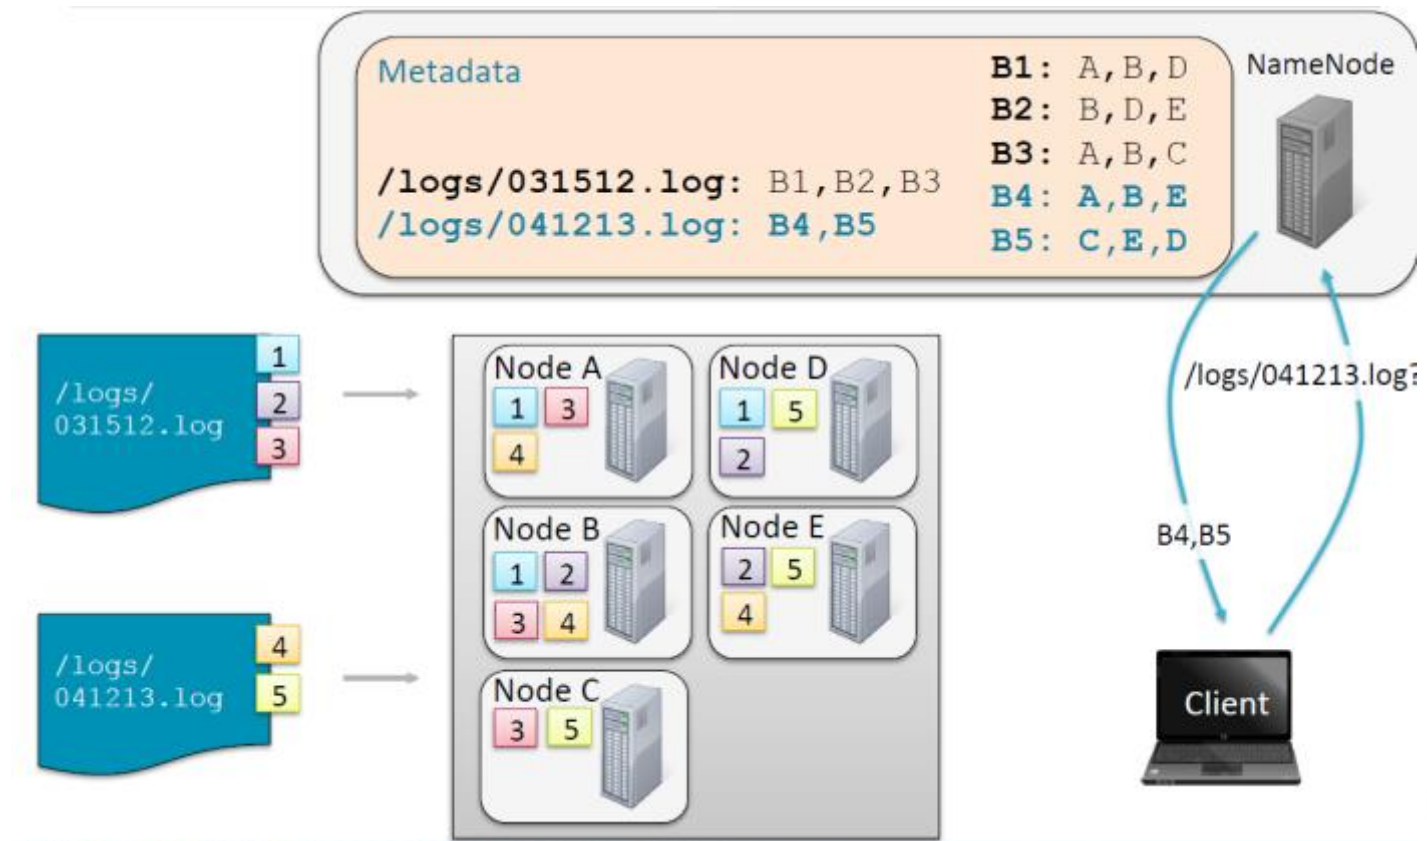 Metadata
/logs/031512.log: B1,B2,B3
/logs/041213.log: B4,B5
B1: A,B,D
B2: B,D,E
B3: A,B,C
B4: A,B,E
B5: C,E,D
NameNode
/logs/
031512.log
1
2
3
/logs/
041213.log
4
5
Node A
1 3
4
Node D
1 5
2
Node B
1 2
3 4
Node E
2 5
4
Node C
3 5
/logs/041213.log?
B4,B5
Client